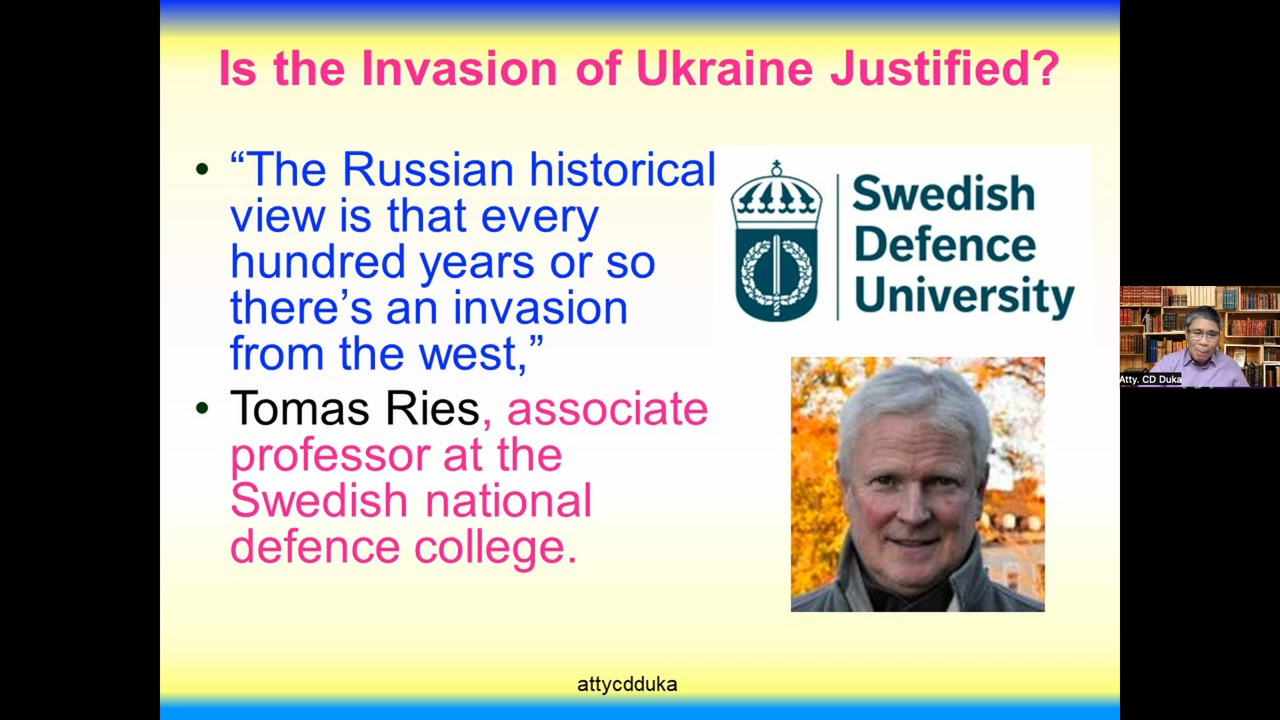 Is the Invasion of Ukraine Justified?
• “The Russian historical
view is that every
hundred years or so
there’s an invasion
from the west,”
• Tomas Ries, associate
professor at the
Swedish national
defence college.
Swedish
Defence
University
Atty. CD Duka
attycdduka